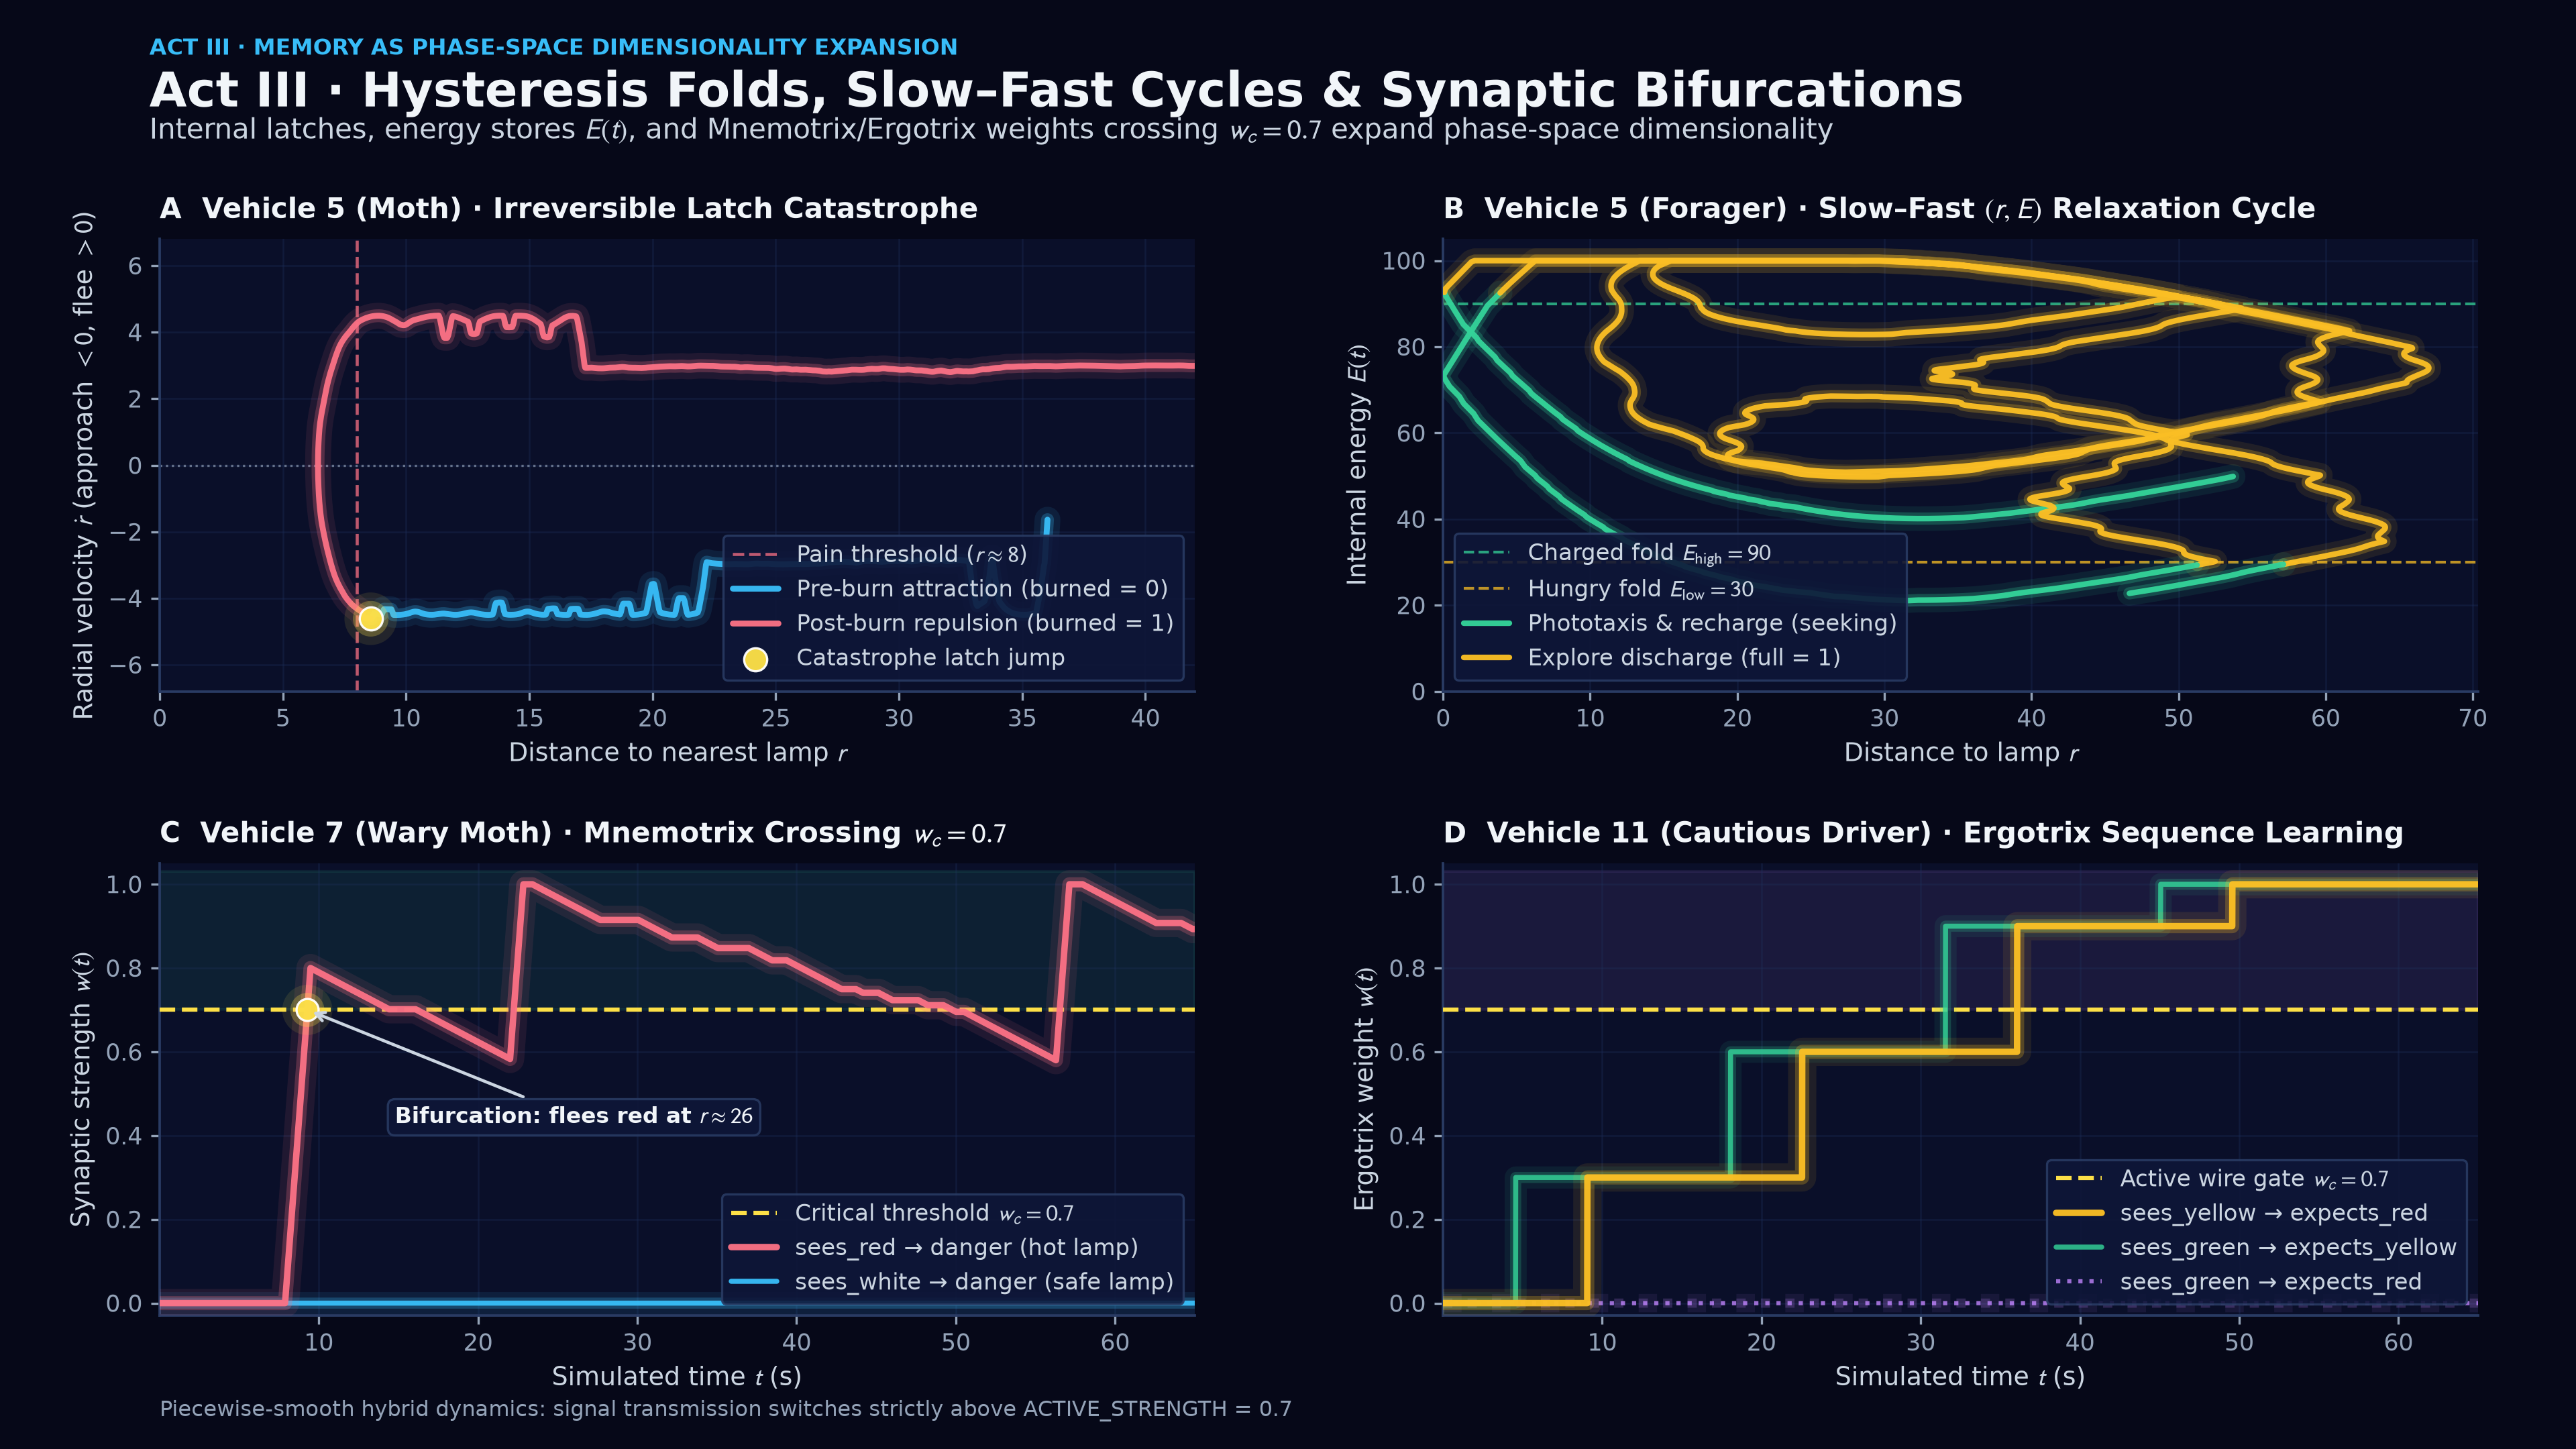 ACT III · MEMORY AS PHASE-SPACE DIMENSIONALITY EXPANSION
Act III · Hysteresis Folds, Slow–Fast Cycles & Synaptic Bifurcations
Internal latches, energy stores E(t), and Mnemotrix/Ergotrix weights crossing w_c = 0.7 expand phase-space dimensionality
A Vehicle 5 (Moth) · Irreversible Latch Catastrophe
Radial velocity ṙ (approach < 0, flee > 0)
6
4
2
0
−2
−4
−6
Pain threshold (r ≈ 8)
Pre-burn attraction (burned = 0)
Post-burn repulsion (burned = 1)
Catastrophe latch jump
0 5 10 15 20 25 30 35 40
Distance to nearest lamp r
B Vehicle 5 (Forager) · Slow–Fast (r, E) Relaxation Cycle
Internal energy E(t)
100
80
60
40
20
0
Charged fold E_high = 90
Hungry fold E_low = 30
Phototaxis & recharge (seeking)
Explore discharge (full = 1)
0 10 20 30 40 50 60 70
Distance to lamp r
C Vehicle 7 (Wary Moth) · Mnemotrix Crossing w_c = 0.7
Synaptic strength w(t)
1.0
0.8
0.6
0.4
0.2
0.0
Bifurcation: flees red at r ≈ 26
Critical threshold w_c = 0.7
sees_red → danger (hot lamp)
sees_white → danger (safe lamp)
10 20 30 40 50 60
Simulated time t (s)
D Vehicle 11 (Cautious Driver) · Ergotrix Sequence Learning
Ergotrix weight w(t)
1.0
0.8
0.6
0.4
0.2
0.0
Active wire gate w_c = 0.7
sees_yellow → expects_red
sees_green → expects_yellow
sees_green → expects_red
10 20 30 40 50 60
Simulated time t (s)
Piecewise-smooth hybrid dynamics: signal transmission switches strictly above ACTIVE_STRENGTH = 0.7